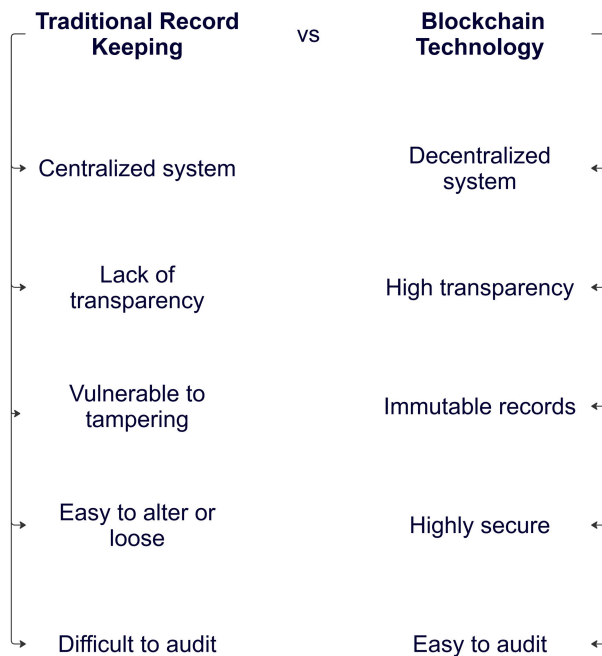 Traditional Record
Keeping
vs
Blockchain
Technology
Centralized system
Decentralized
system
Lack of
transparency
High transparency
Vulnerable to
tampering
Immutable records
Easy to alter or
loose
Highly secure
Difficult to audit
Easy to audit